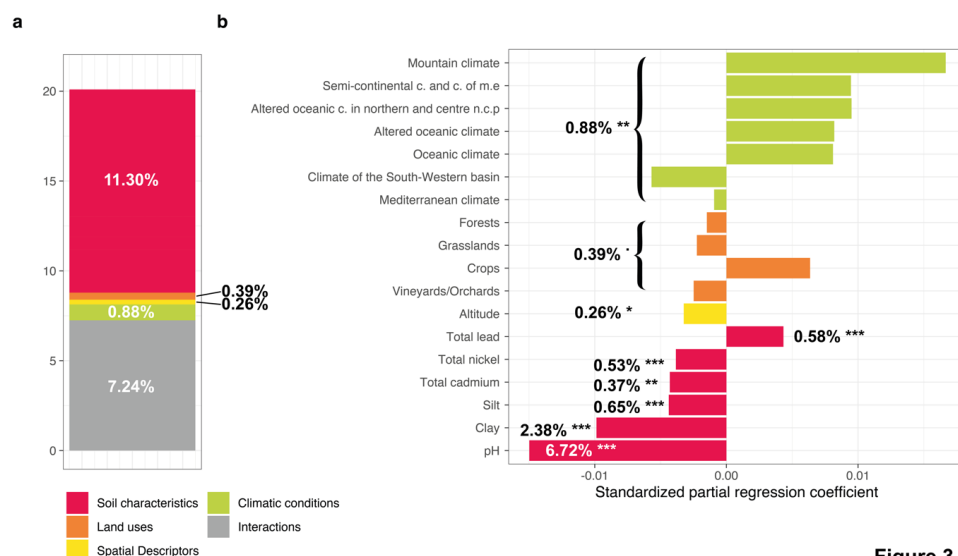 a
b
20
15
10
5
0
11.30%
0.39%
0.26%
0.88%
7.24%
Mountain climate
Semi-continental c. and c. of m.e
Altered oceanic c. in northern and centre n.c.p
Altered oceanic climate
Oceanic climate
Climate of the South-Western basin
Mediterranean climate
Forests
Grasslands
Crops
Vineyards/Orchards
Altitude
Total lead
Total nickel
Total cadmium
Silt
Clay
pH
0.88% **
0.39% .
0.26% *
0.58% ***
0.53% ***
0.37% **
0.65% ***
2.38% ***
6.72% ***
-0.01 0.00 0.01
Standardized partial regression coefficient
Soil characteristics
Land uses
Spatial Descriptors
Climatic conditions
Interactions